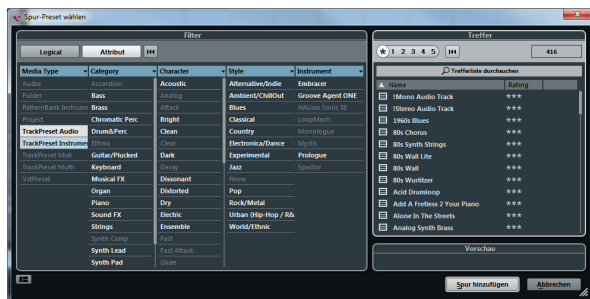 Spur-Preset wählen
Filter
Logical Attribut
Media Type Category Character Style Instrument
Audio Accordion Acoustic Alternative/Indie Embracer
Folder Bass Analog Ambient/ChillOut Groove Agent ONE
PatternBank Instrume Brass Attack Blues HALion Sonic SE
Project Chromatic Perc Bright Classical LoopMash
TrackPreset Audio Drum&Perc Clean Country Monologue
TrackPreset Instrumer Ethnic Clear Electronica/Dance Mystic
TrackPreset Midi Guitar/Plucked Dark Experimental Prologue
TrackPreset Multi Keyboard Decay Jazz Spector
VstPreset Musical FX Dissonant None
Organ Distorted Pop
Piano Dry Rock/Metal
Sound FX Electric Urban (Hip-Hop / R&
Strings Ensemble World/Ethnic
Synth Comp Fast
Synth Lead Fast Attack
Synth Pad Glide
Treffer
* 1 2 3 4 5 416
Trefferliste durchsuchen
Name Rating
!Mono Audio Track ***
!Stereo Audio Track ***
1960s Blues ***
80s Chorus ***
80s Synth Strings ***
80s Wall Lite ***
80s Wall ***
80s Wurlitzer ***
Acid Drumloop ***
Add A Fretless 2 Your Piano ***
Alone In The Streets ***
Analog Synth Brass ***
Vorschau
Spur hinzufügen Abbrechen